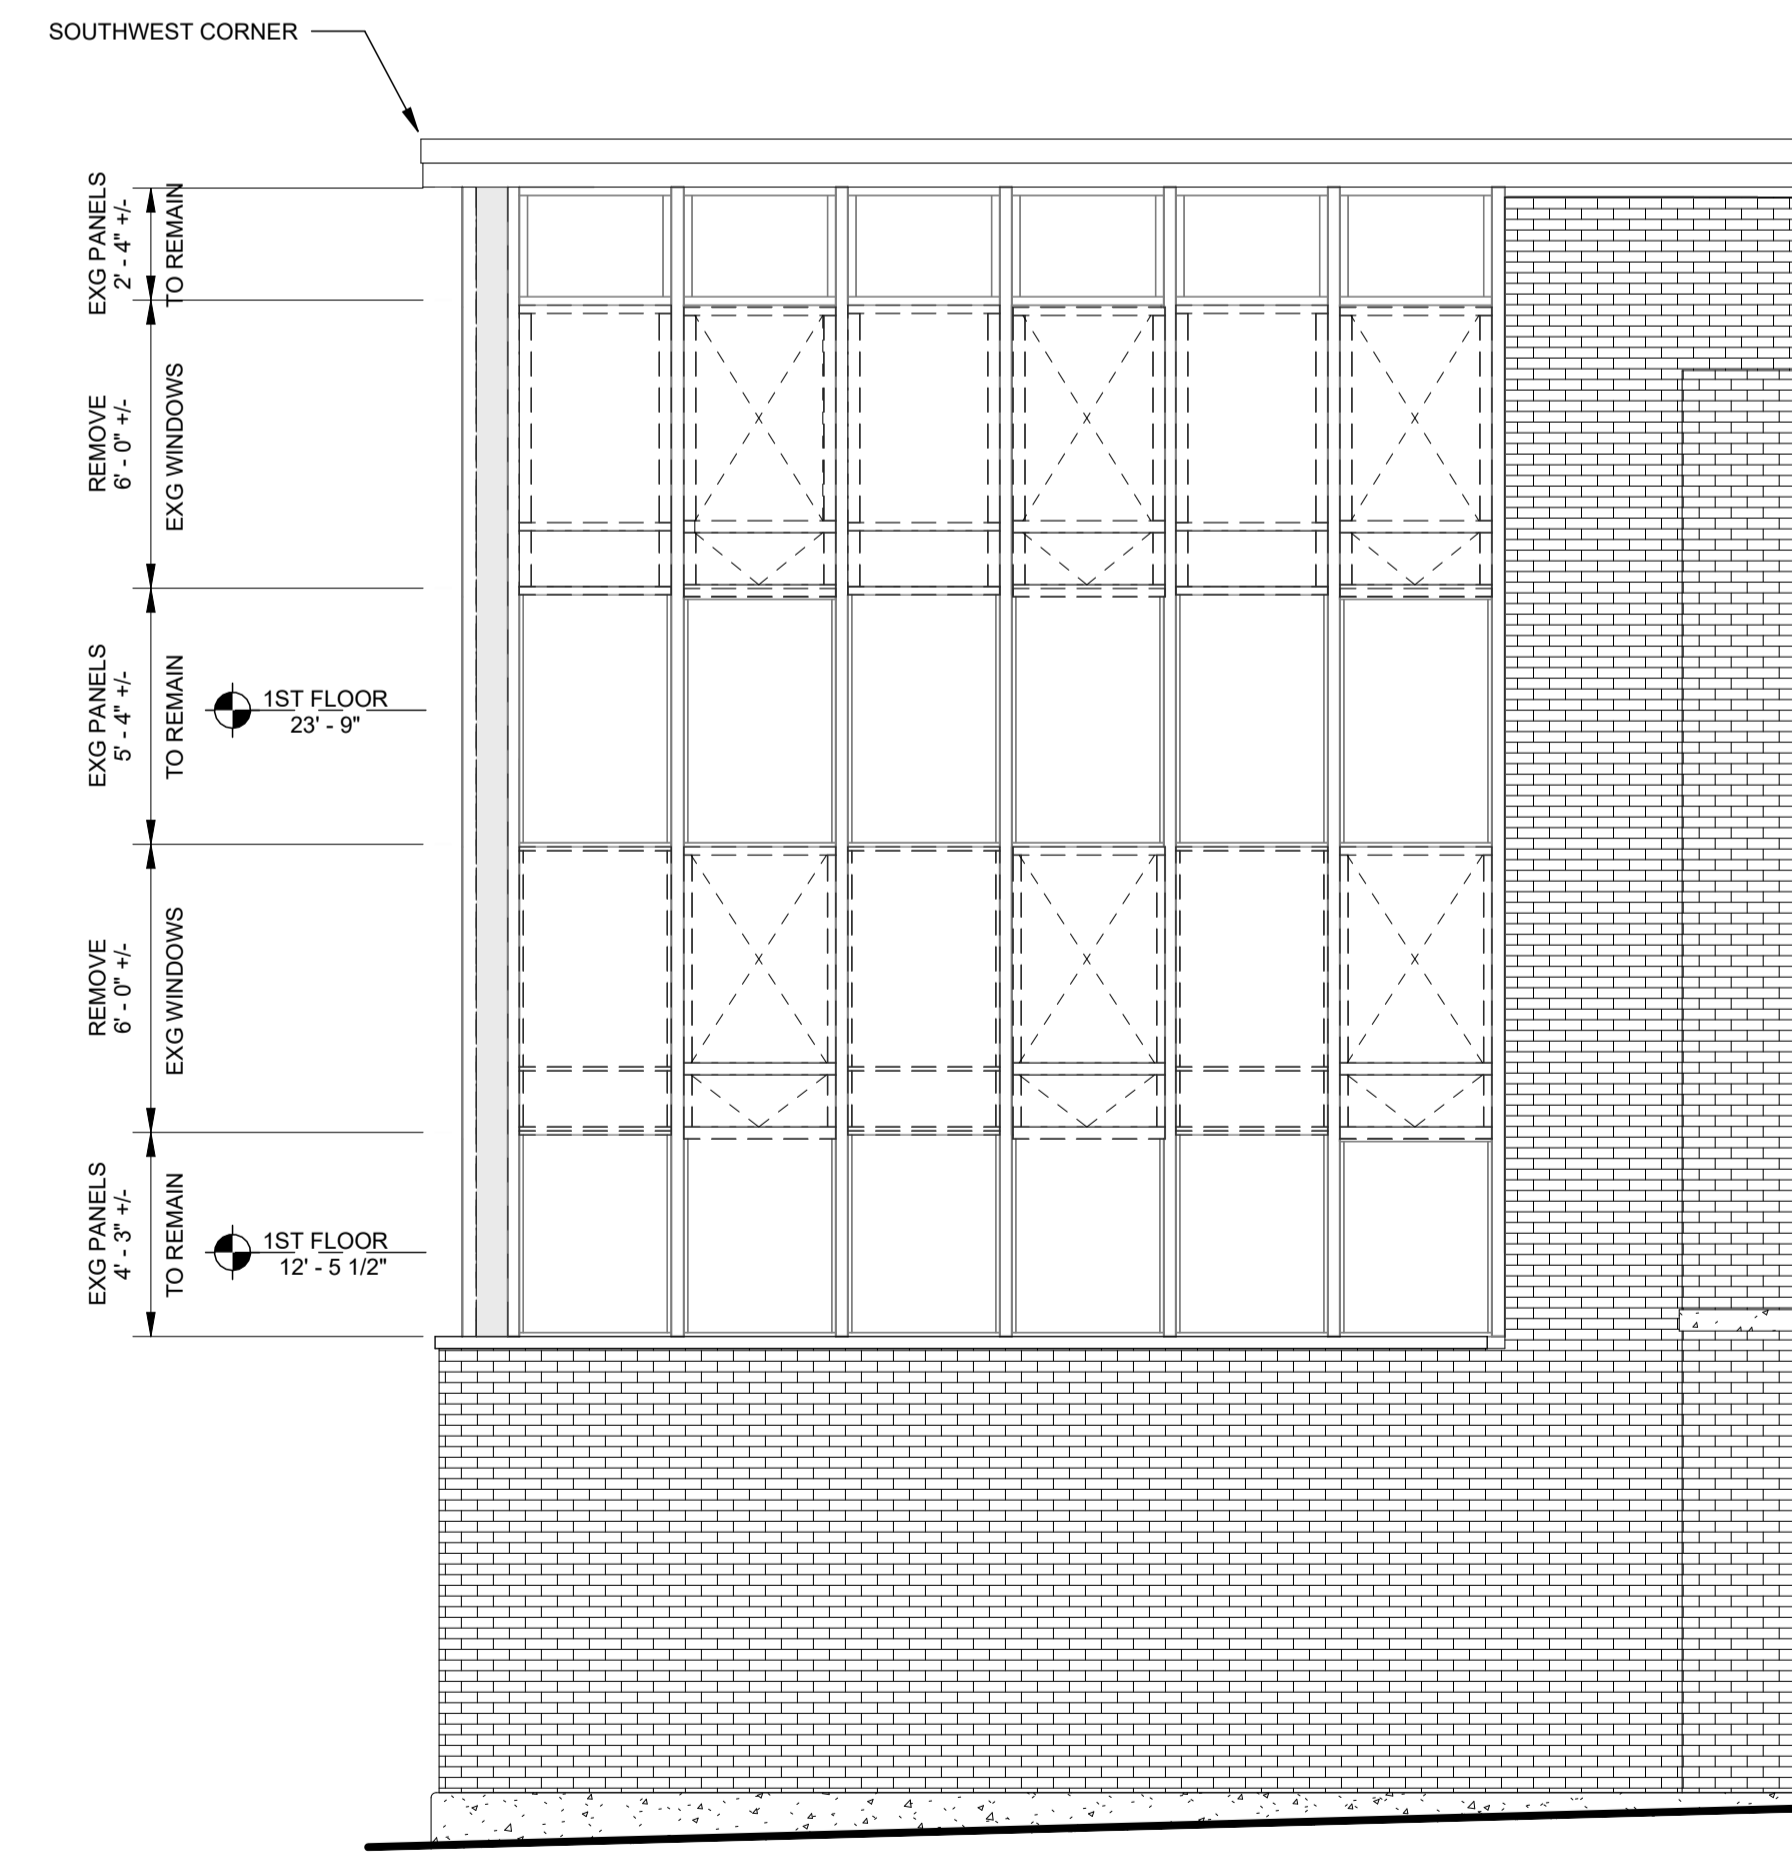 SOUTHWEST CORNER
EXG PANELS
2' - 4" +/-
TO REMAIN
REMOVE
6' - 0" +/-
EXG WINDOWS
EXG PANELS
5' - 4" +/-
TO REMAIN
1ST FLOOR
23' - 9"
REMOVE
6' - 0" +/-
EXG WINDOWS
EXG PANELS
4' - 3" +/-
TO REMAIN
1ST FLOOR
12' - 5 1/2"